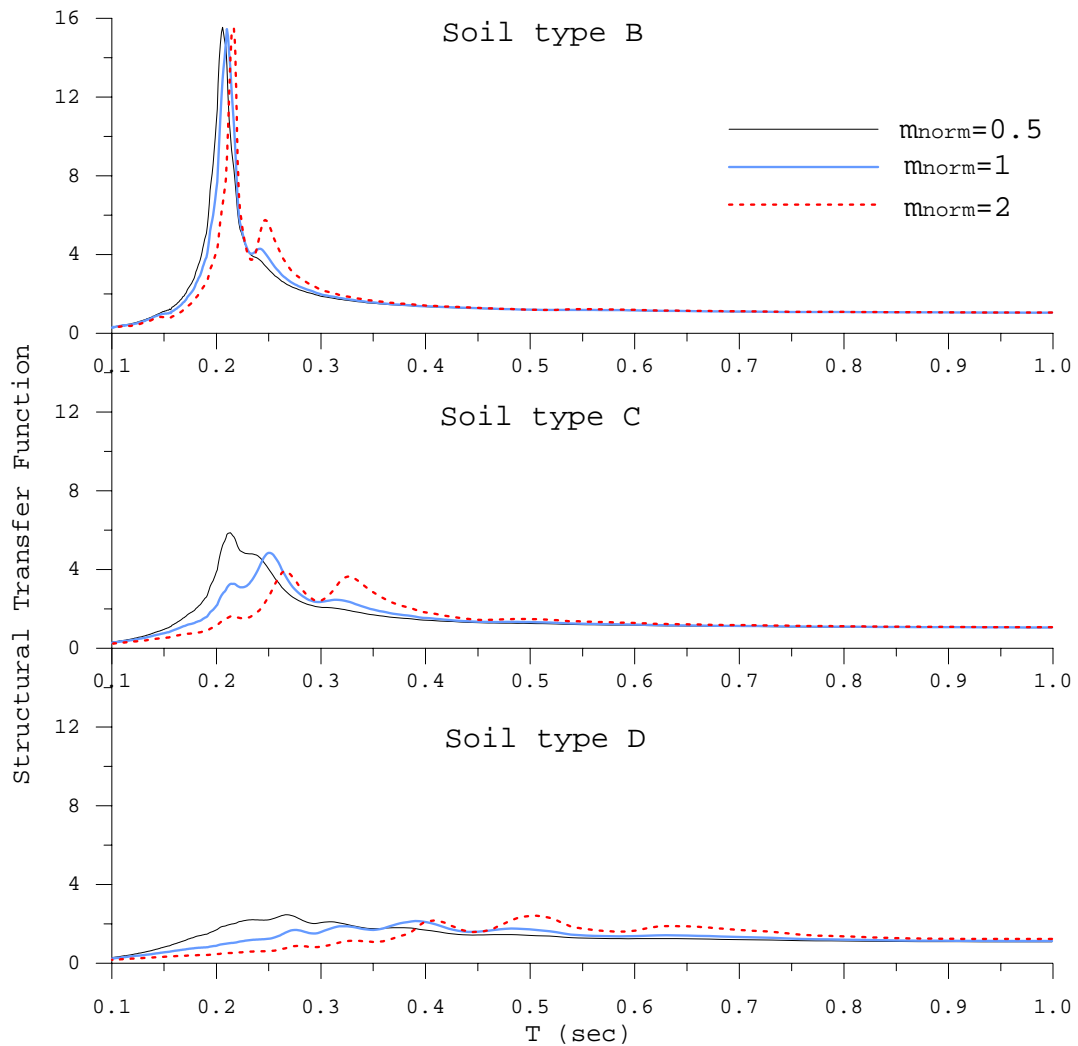 Structural Transfer Function
16
12
8
4
0
Soil type B
mnorm=0.5
mnorm=1
mnorm=2
0.1 0.2 0.3 0.4 0.5 0.6 0.7 0.8 0.9 1.0
12
8
4
0
Soil type C
0.1 0.2 0.3 0.4 0.5 0.6 0.7 0.8 0.9 1.0
12
8
4
0
Soil type D
0.1 0.2 0.3 0.4 0.5 0.6 0.7 0.8 0.9 1.0
T (sec)